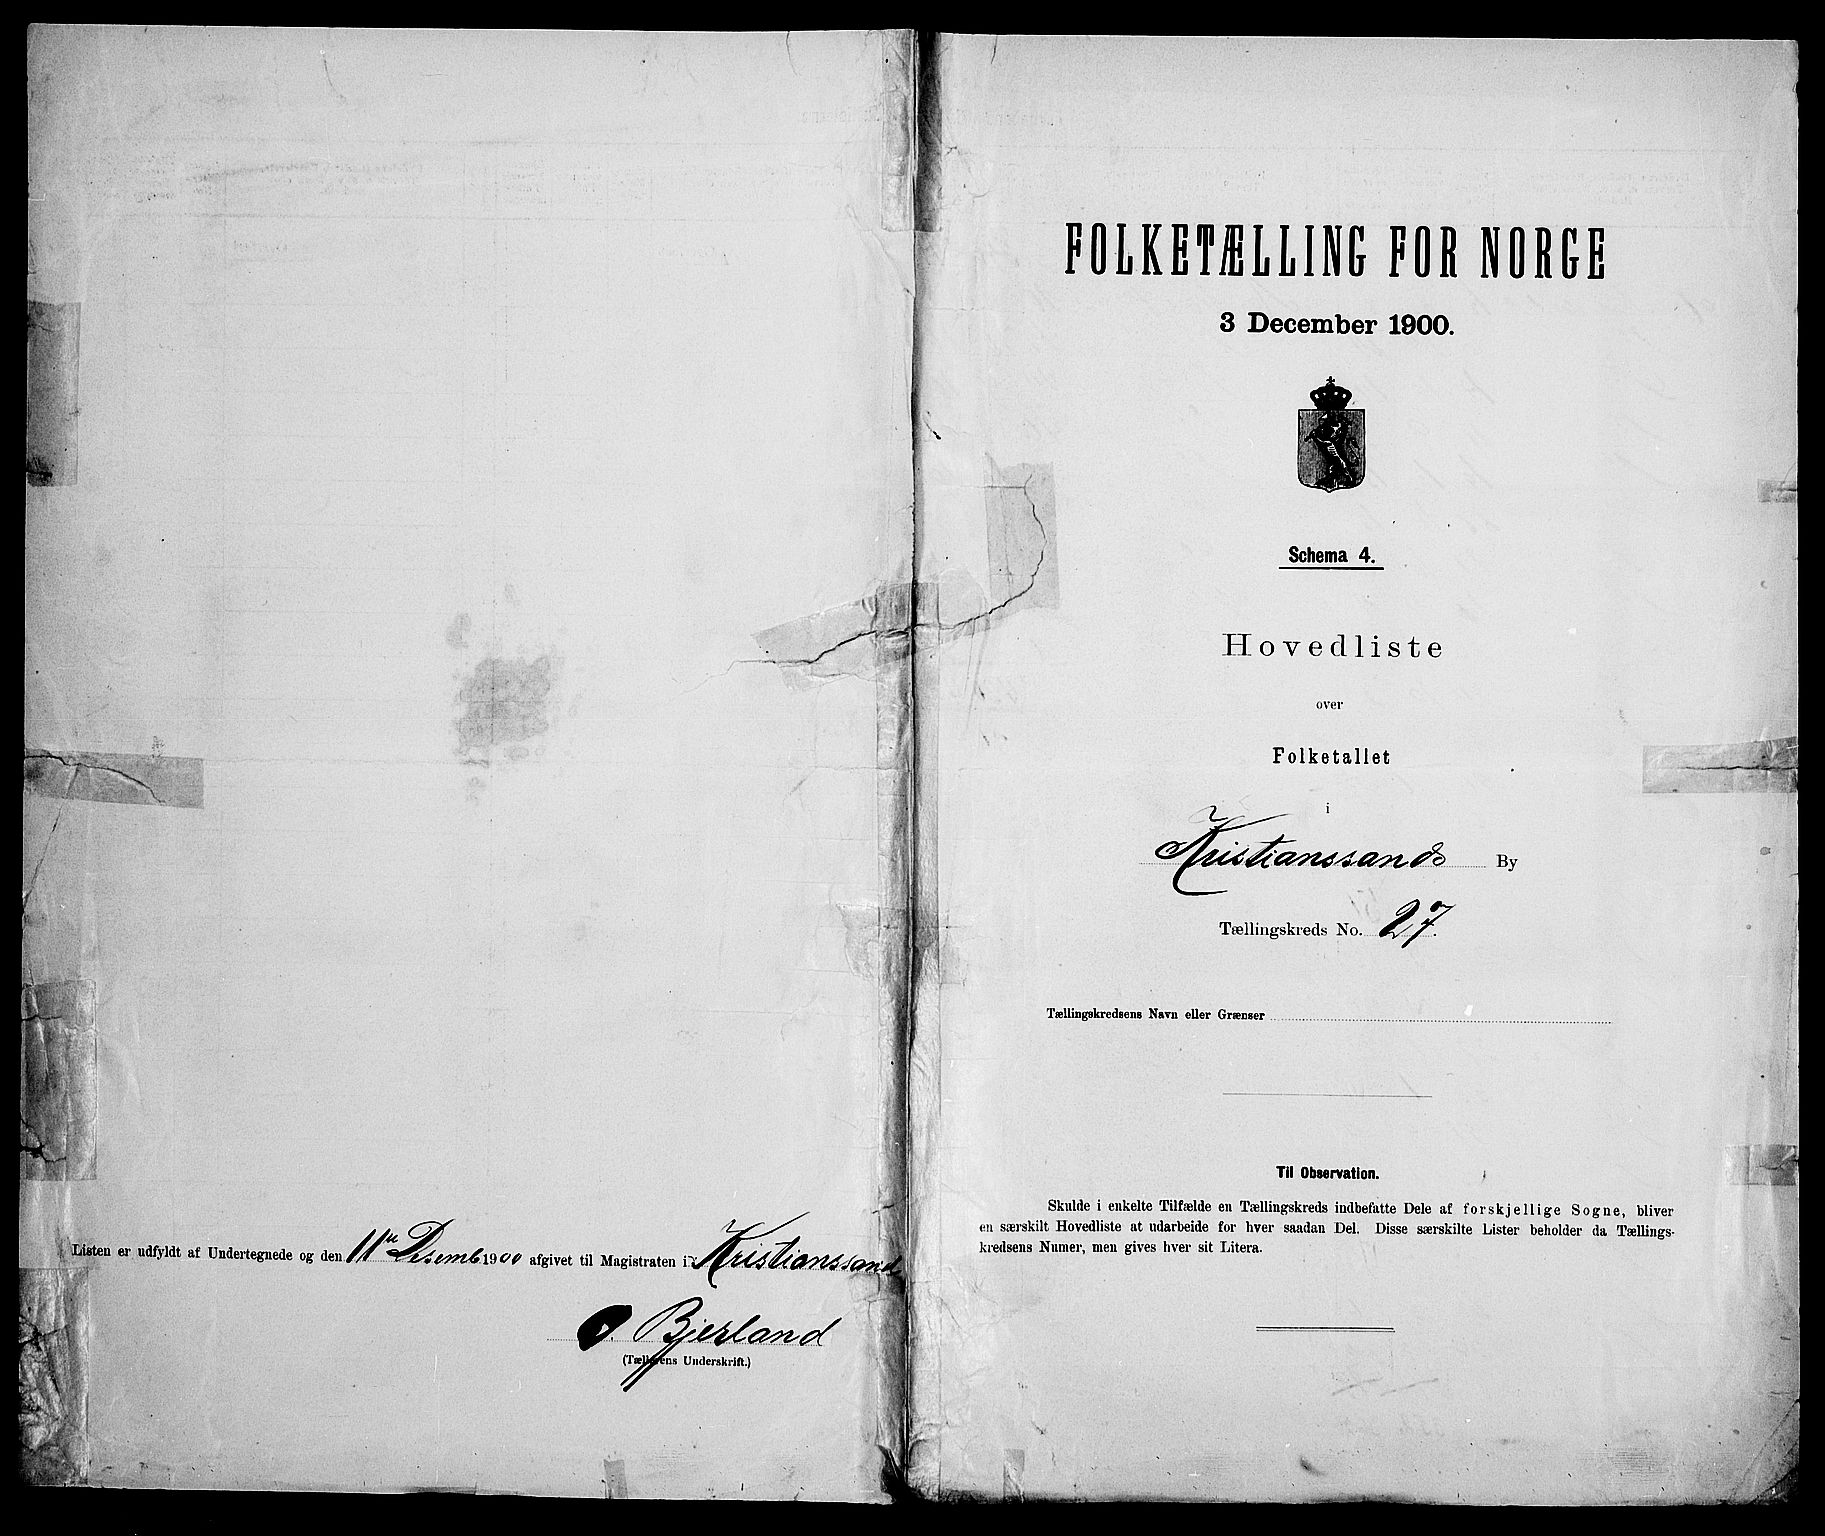 Listen er udfyldt af Undertegnede og den 11te Desemb 1900 afgivet til Magistraten i Kristianssand
O. Bjerland
(Tællerens Underskrift.)
FOLKETÆLLING FOR NORGE
3 December 1900.
Schema 4.
Hovedliste
over
Folketallet
i
Kristianssands By
Tællingskreds No. 27.
Tællingskredsens Navn eller Grænser
Til Observation.
Skulde i enkelte Tilfælde en Tællingskreds indbefatte Dele af forskjellige Sogne, bliver
en særskilt Hovedliste at udarbeide for hver saadan Del. Disse særskilte Lister beholder da Tællings-
kredsens Numer, men gives hver sit Litera.